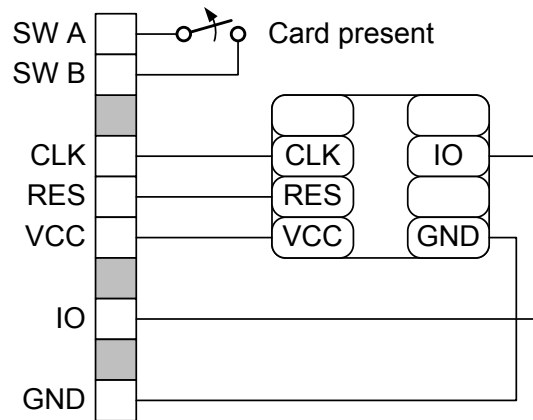 SW A
Card present
SW B
CLK
CLK
IO
RES
RES
VCC
VCC
GND
IO
GND